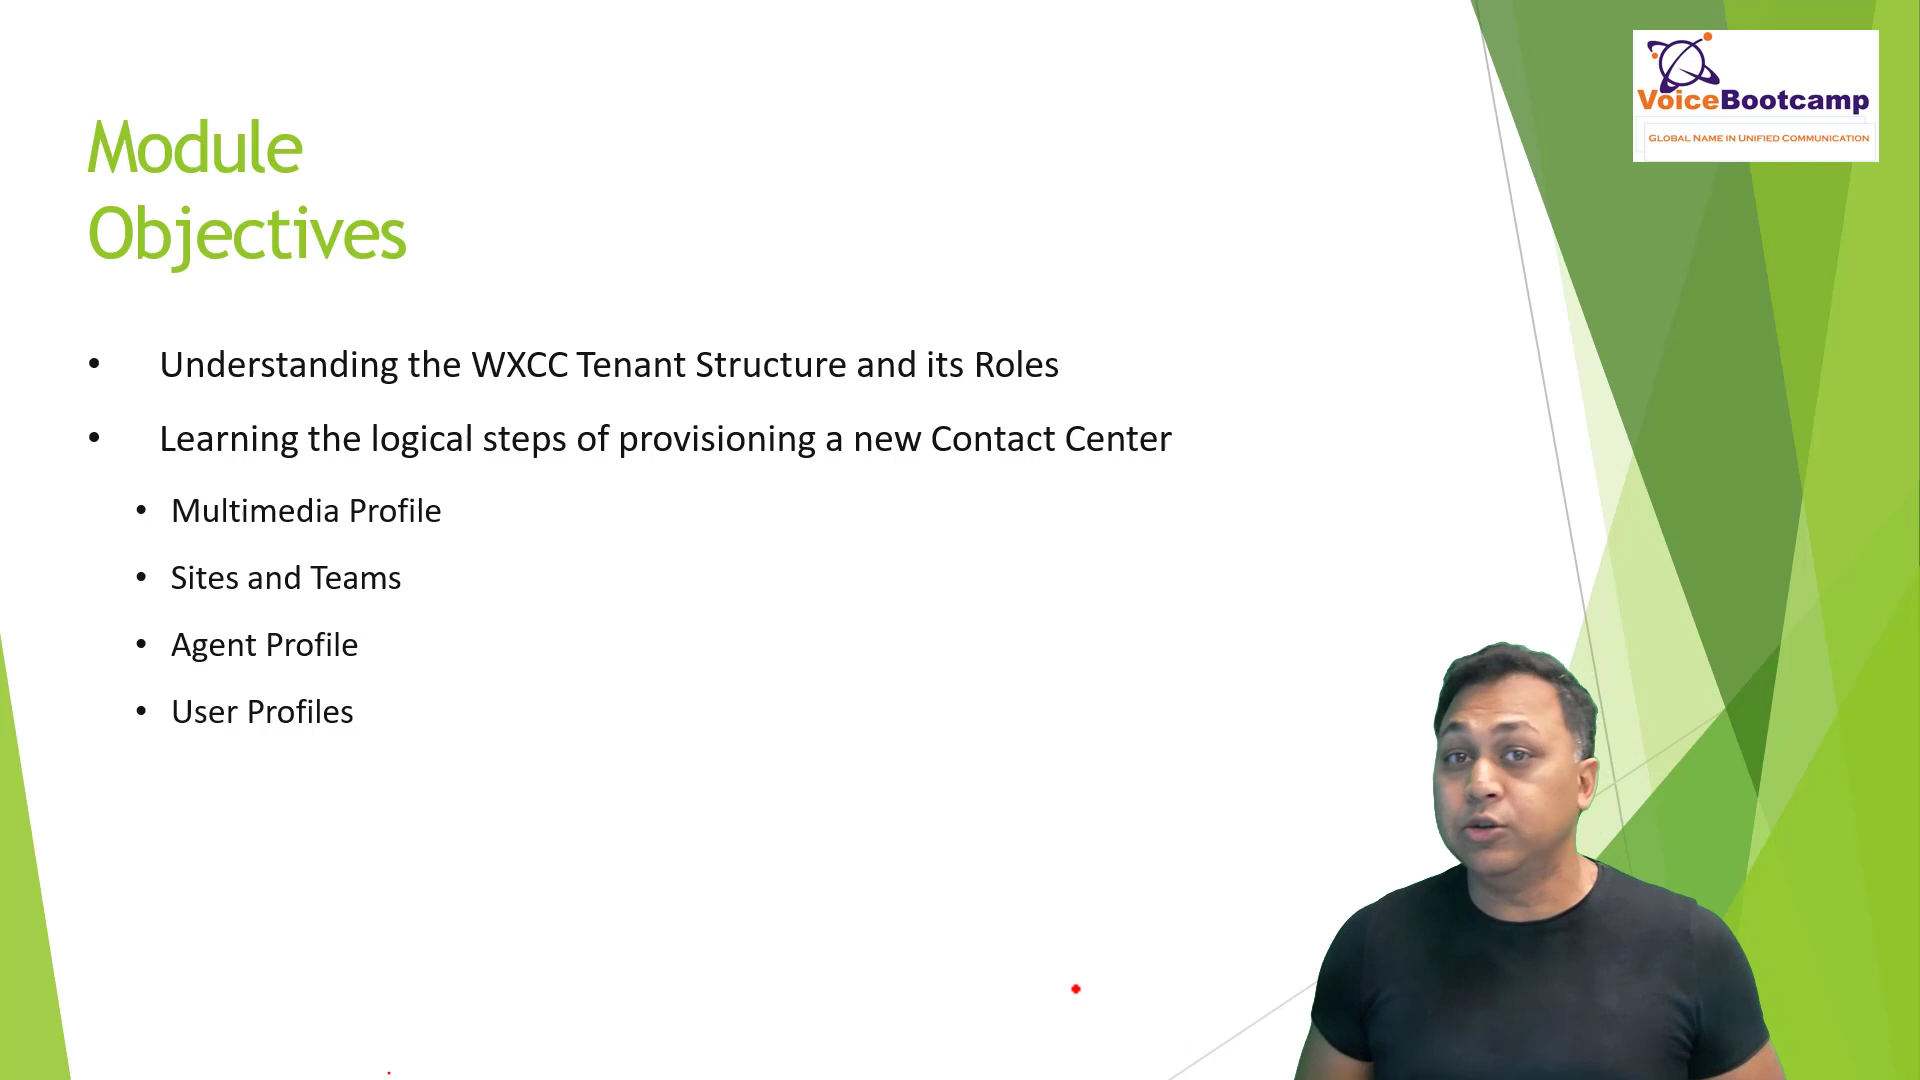 VoiceBootcamp
GLOBAL NAME IN UNIFIED COMMUNICATION
Module
Objectives
• Understanding the WXCC Tenant Structure and its Roles
• Learning the logical steps of provisioning a new Contact Center
• Multimedia Profile
• Sites and Teams
• Agent Profile
• User Profiles